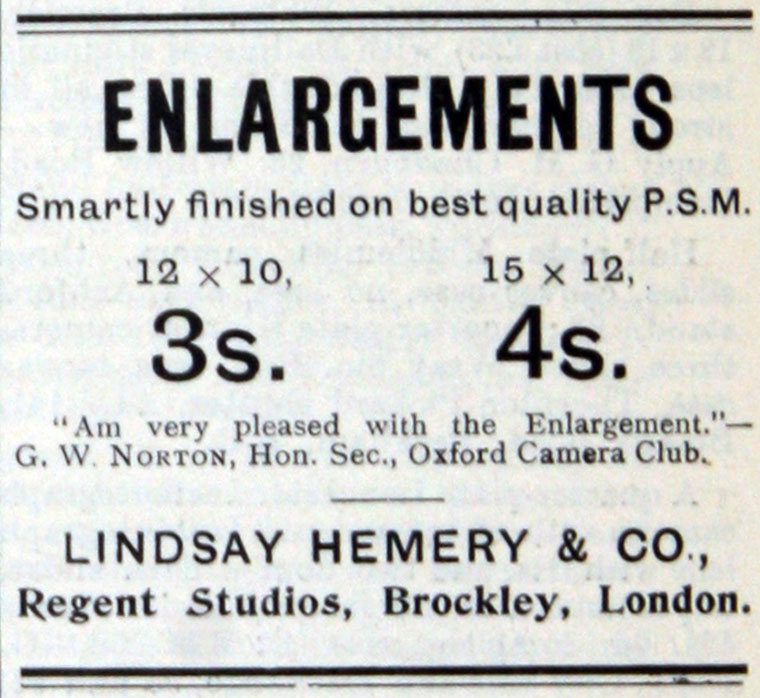 ENLARGEMENTS
Smartly finished on best quality P.S.M.
12 × 10, 15 × 12,
3s. 4s.
"Am very pleased with the Enlargement."—
G. W. NORTON, Hon. Sec., Oxford Camera Club.
LINDSAY HEMERY & CO.,
Regent Studios, Brockley, London.